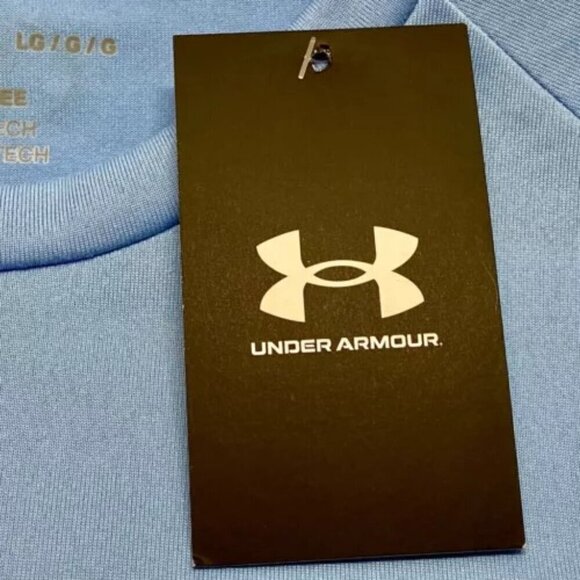 LG / G / G
EE
ECH
TECH
UNDER ARMOUR.